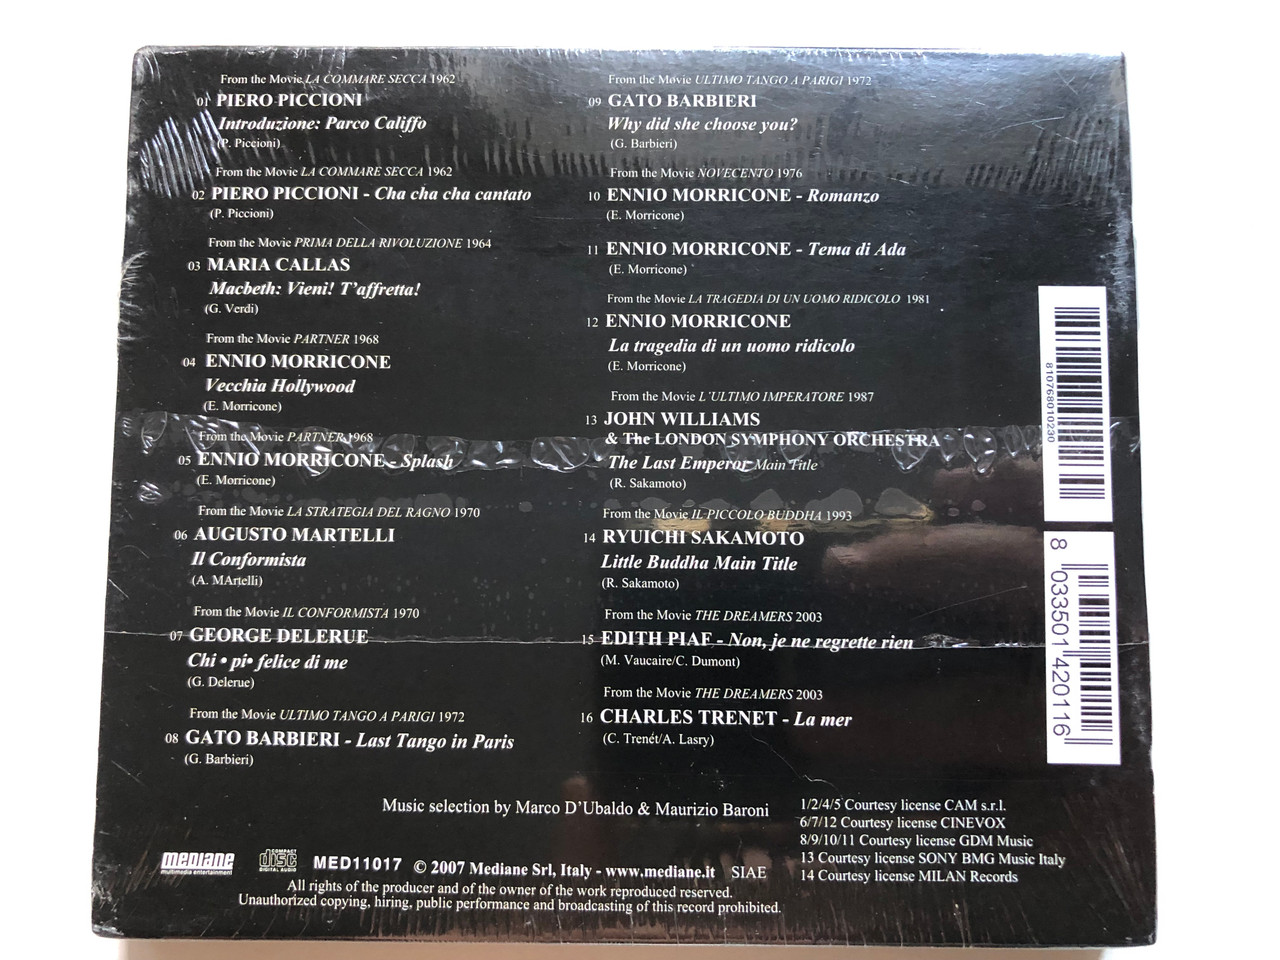 From the Movie LA COMMARE SECCA 1962
01 PIERO PICCIONI
Introduzione: Parco Califfo
(P. Piccioni)
From the Movie LA COMMARE SECCA 1962
02 PIERO PICCIONI - Cha cha cha cantato
(P. Piccioni)
From the Movie PRIMA DELLA RIVOLUZIONE 1964
03 MARIA CALLAS
Macbeth: Vieni! T'affretta!
(G. Verdi)
From the Movie PARTNER 1968
04 ENNIO MORRICONE
Vecchia Hollywood
(E. Morricone)
From the Movie PARTNER 1968
05 ENNIO MORRICONE - Splash
(E. Morricone)
From the Movie LA STRATEGIA DEL RAGNO 1970
06 AUGUSTO MARTELLI
Il Conformista
(A. MArtelli)
From the Movie IL CONFORMISTA 1970
07 GEORGE DELERUE
Chi • pi• felice di me
(G. Delerue)
From the Movie ULTIMO TANGO A PARIGI 1972
08 GATO BARBIERI - Last Tango in Paris
(G. Barbieri)
From the Movie ULTIMO TANGO A PARIGI 1972
09 GATO BARBIERI
Why did she choose you?
(G. Barbieri)
From the Movie NOVECENTO 1976
10 ENNIO MORRICONE - Romanzo
(E. Morricone)
11 ENNIO MORRICONE - Tema di Ada
(E. Morricone)
From the Movie LA TRAGEDIA DI UN UOMO RIDICOLO 1981
12 ENNIO MORRICONE
La tragedia di un uomo ridicolo
(E. Morricone)
From the Movie L'ULTIMO IMPERATORE 1987
13 JOHN WILLIAMS
& The LONDON SYMPHONY ORCHESTRA
The Last Emperor Main Title
(R. Sakamoto)
From the Movie IL PICCOLO BUDDHA 1993
14 RYUICHI SAKAMOTO
Little Buddha Main Title
(R. Sakamoto)
From the Movie THE DREAMERS 2003
15 EDITH PIAF - Non, je ne regrette rien
(M. Vaucaire/C. Dumont)
From the Movie THE DREAMERS 2003
16 CHARLES TRENET - La mer
(C. Trenét/A. Lasry)
810768010230
8 033501 420116
Music selection by Marco D'Ubaldo & Maurizio Baroni
1/2/4/5 Courtesy license CAM s.r.l.
6/7/12 Courtesy license CINEVOX
8/9/10/11 Courtesy license GDM Music
13 Courtesy license SONY BMG Music Italy
14 Courtesy license MILAN Records
mediane
multimedia entertainment
COMPACT
disc
DIGITAL AUDIO
MED11017 © 2007 Mediane Srl, Italy - www.mediane.it SIAE
All rights of the producer and of the owner of the work reproduced reserved.
Unauthorized copying, hiring, public performance and broadcasting of this record prohibited.